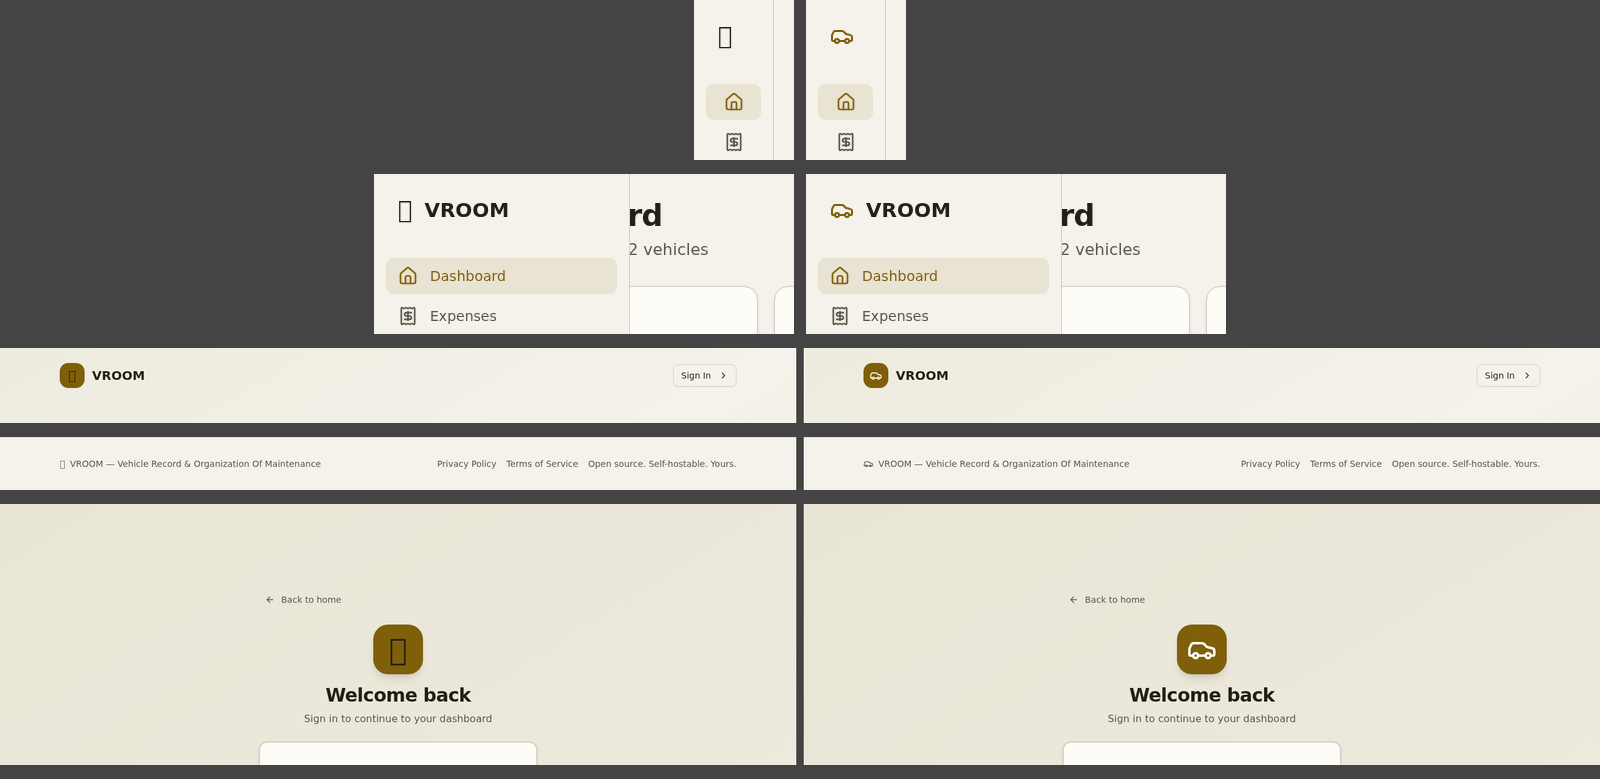 VROOM
rd
2 vehicles
Dashboard
Expenses
VROOM
rd
2 vehicles
Dashboard
Expenses
VROOM
Sign In
VROOM
Sign In
VROOM — Vehicle Record & Organization Of Maintenance
Privacy Policy Terms of Service Open source. Self-hostable. Yours.
VROOM — Vehicle Record & Organization Of Maintenance
Privacy Policy Terms of Service Open source. Self-hostable. Yours.
Back to home
Welcome back
Sign in to continue to your dashboard
Back to home
Welcome back
Sign in to continue to your dashboard